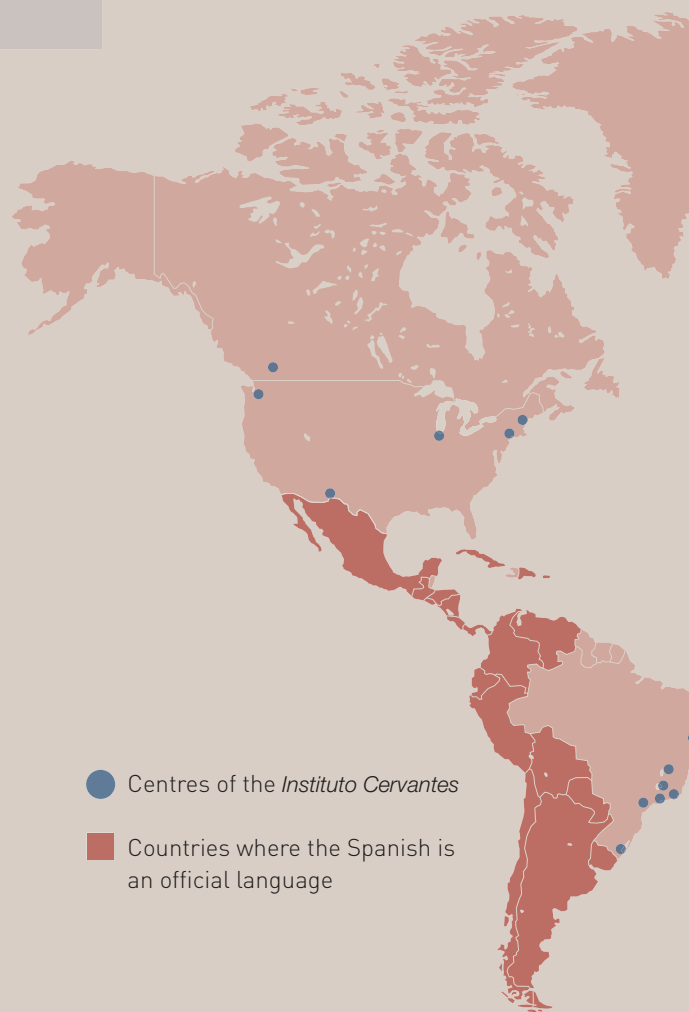 Centres of the Instituto Cervantes
Countries where the Spanish is
an official language